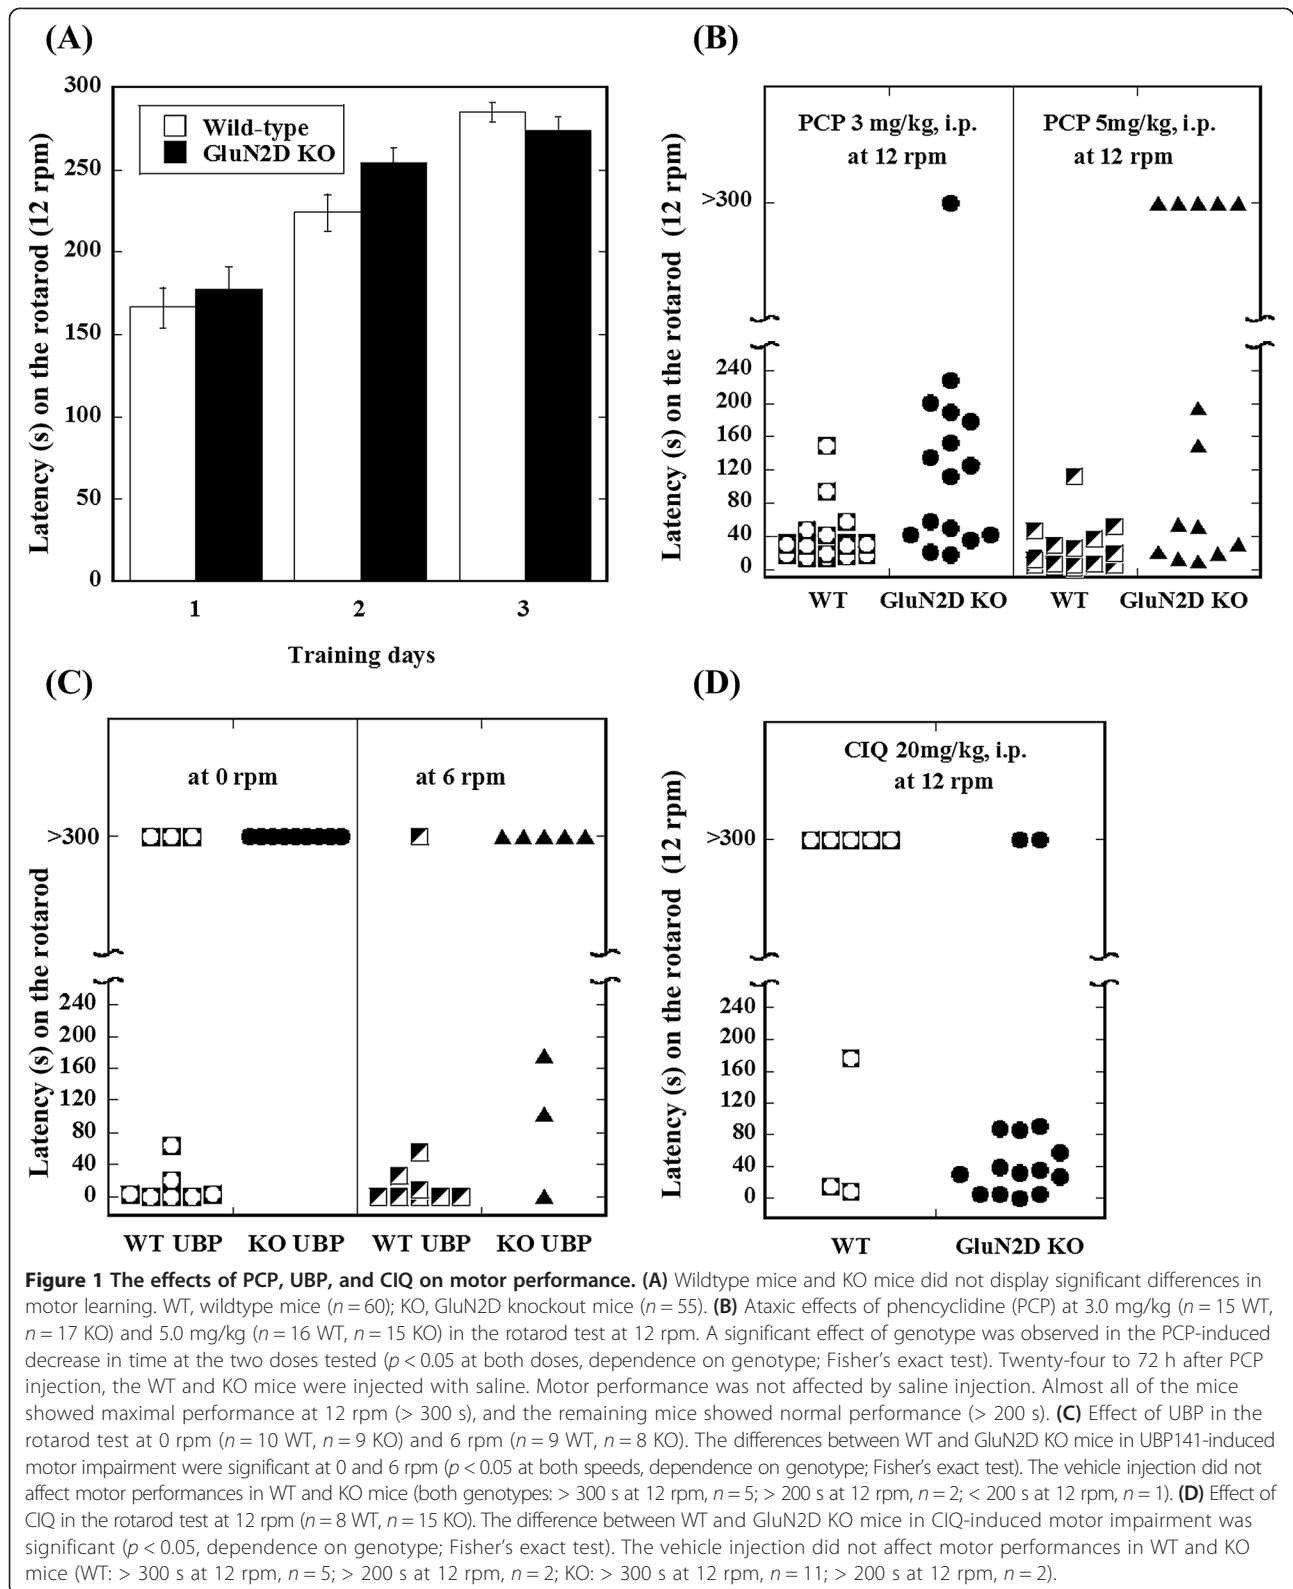 (A)
300
250
200
150
100
50
0
Latency (s) on the rotarod (12 rpm)
Wild-type
GluN2D KO
1 2 3
Training days
(B)
PCP 3 mg/kg, i.p.
at 12 rpm
PCP 5mg/kg, i.p.
at 12 rpm
>300
240
200
160
120
80
40
0
Latency (s) on the rotarod (12 rpm)
WT GluN2D KO WT GluN2D KO
(C)
at 0 rpm
at 6 rpm
>300
240
200
160
120
80
40
0
Latency (s) on the rotarod
WT UBP KO UBP WT UBP KO UBP
(D)
CIQ 20mg/kg, i.p.
at 12 rpm
>300
240
200
160
120
80
40
0
Latency (s) on the rotarod (12 rpm)
WT GluN2D KO
Figure 1 The effects of PCP, UBP, and CIQ on motor performance. (A) Wildtype mice and KO mice did not display significant differences in
motor learning. WT, wildtype mice (n = 60); KO, GluN2D knockout mice (n = 55). (B) Ataxic effects of phencyclidine (PCP) at 3.0 mg/kg (n = 15 WT,
n = 17 KO) and 5.0 mg/kg (n = 16 WT, n = 15 KO) in the rotarod test at 12 rpm. A significant effect of genotype was observed in the PCP-induced
decrease in time at the two doses tested (p < 0.05 at both doses, dependence on genotype; Fisher's exact test). Twenty-four to 72 h after PCP
injection, the WT and KO mice were injected with saline. Motor performance was not affected by saline injection. Almost all of the mice
showed maximal performance at 12 rpm (> 300 s), and the remaining mice showed normal performance (> 200 s). (C) Effect of UBP in the
rotarod test at 0 rpm (n = 10 WT, n = 9 KO) and 6 rpm (n = 9 WT, n = 8 KO). The differences between WT and GluN2D KO mice in UBP141-induced
motor impairment were significant at 0 and 6 rpm (p < 0.05 at both speeds, dependence on genotype; Fisher's exact test). The vehicle injection did not
affect motor performances in WT and KO mice (both genotypes: > 300 s at 12 rpm, n = 5; > 200 s at 12 rpm, n = 2; < 200 s at 12 rpm, n = 1). (D) Effect of
CIQ in the rotarod test at 12 rpm (n = 8 WT, n = 15 KO). The difference between WT and GluN2D KO mice in CIQ-induced motor impairment was
significant (p < 0.05, dependence on genotype; Fisher's exact test). The vehicle injection did not affect motor performances in WT and KO
mice (WT: > 300 s at 12 rpm, n = 5; > 200 s at 12 rpm, n = 2; KO: > 300 s at 12 rpm, n = 11; > 200 s at 12 rpm, n = 2).